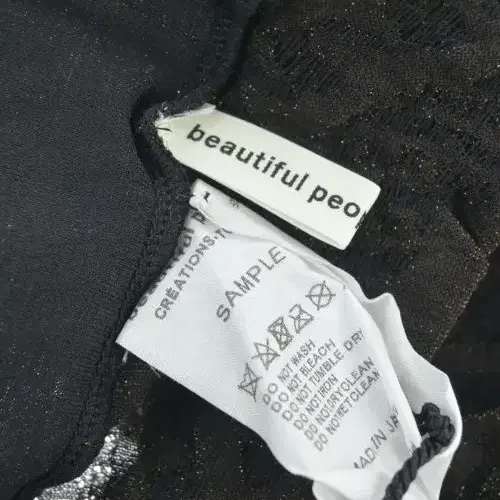 beautiful peo
CREATIONS
SAMPLE
DO NOT WASH
DO NOT BLEACH
DO NOT TUMBLE DRY
DO NOT IRON
DO NOT DRYCLEAN
DO NOT WETCLEAN
MADE IN JA